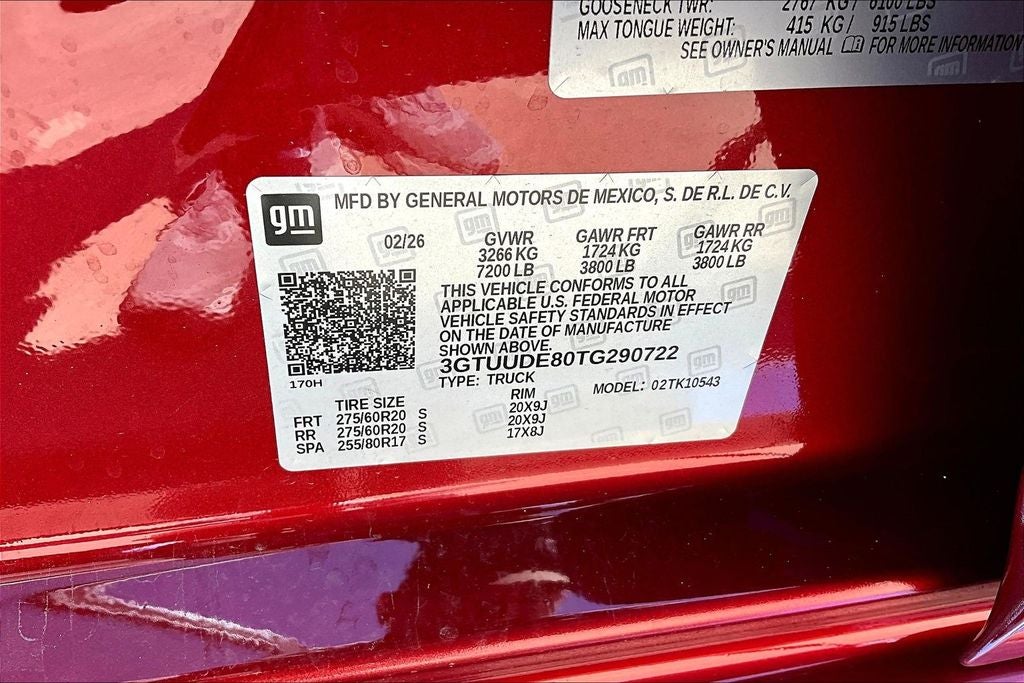 GOOSENECK TWR: 2767 KG / 6100 LBS
MAX TONGUE WEIGHT: 415 KG / 915 LBS
SEE OWNER'S MANUAL FOR MORE INFORMATION
gm
MFD BY GENERAL MOTORS DE MEXICO, S. DE R.L. DE C.V.
02/26 GVWR GAWR FRT GAWR RR
3266 KG 1724 KG 1724 KG
7200 LB 3800 LB 3800 LB
THIS VEHICLE CONFORMS TO ALL
APPLICABLE U.S. FEDERAL MOTOR
VEHICLE SAFETY STANDARDS IN EFFECT
ON THE DATE OF MANUFACTURE
SHOWN ABOVE.
3GTUUDE80TG290722
170H
TYPE: TRUCK MODEL: 02TK10543
TIRE SIZE RIM
FRT 275/60R20 S 20X9J
RR 275/60R20 S 20X9J
SPA 255/80R17 S 17X8J